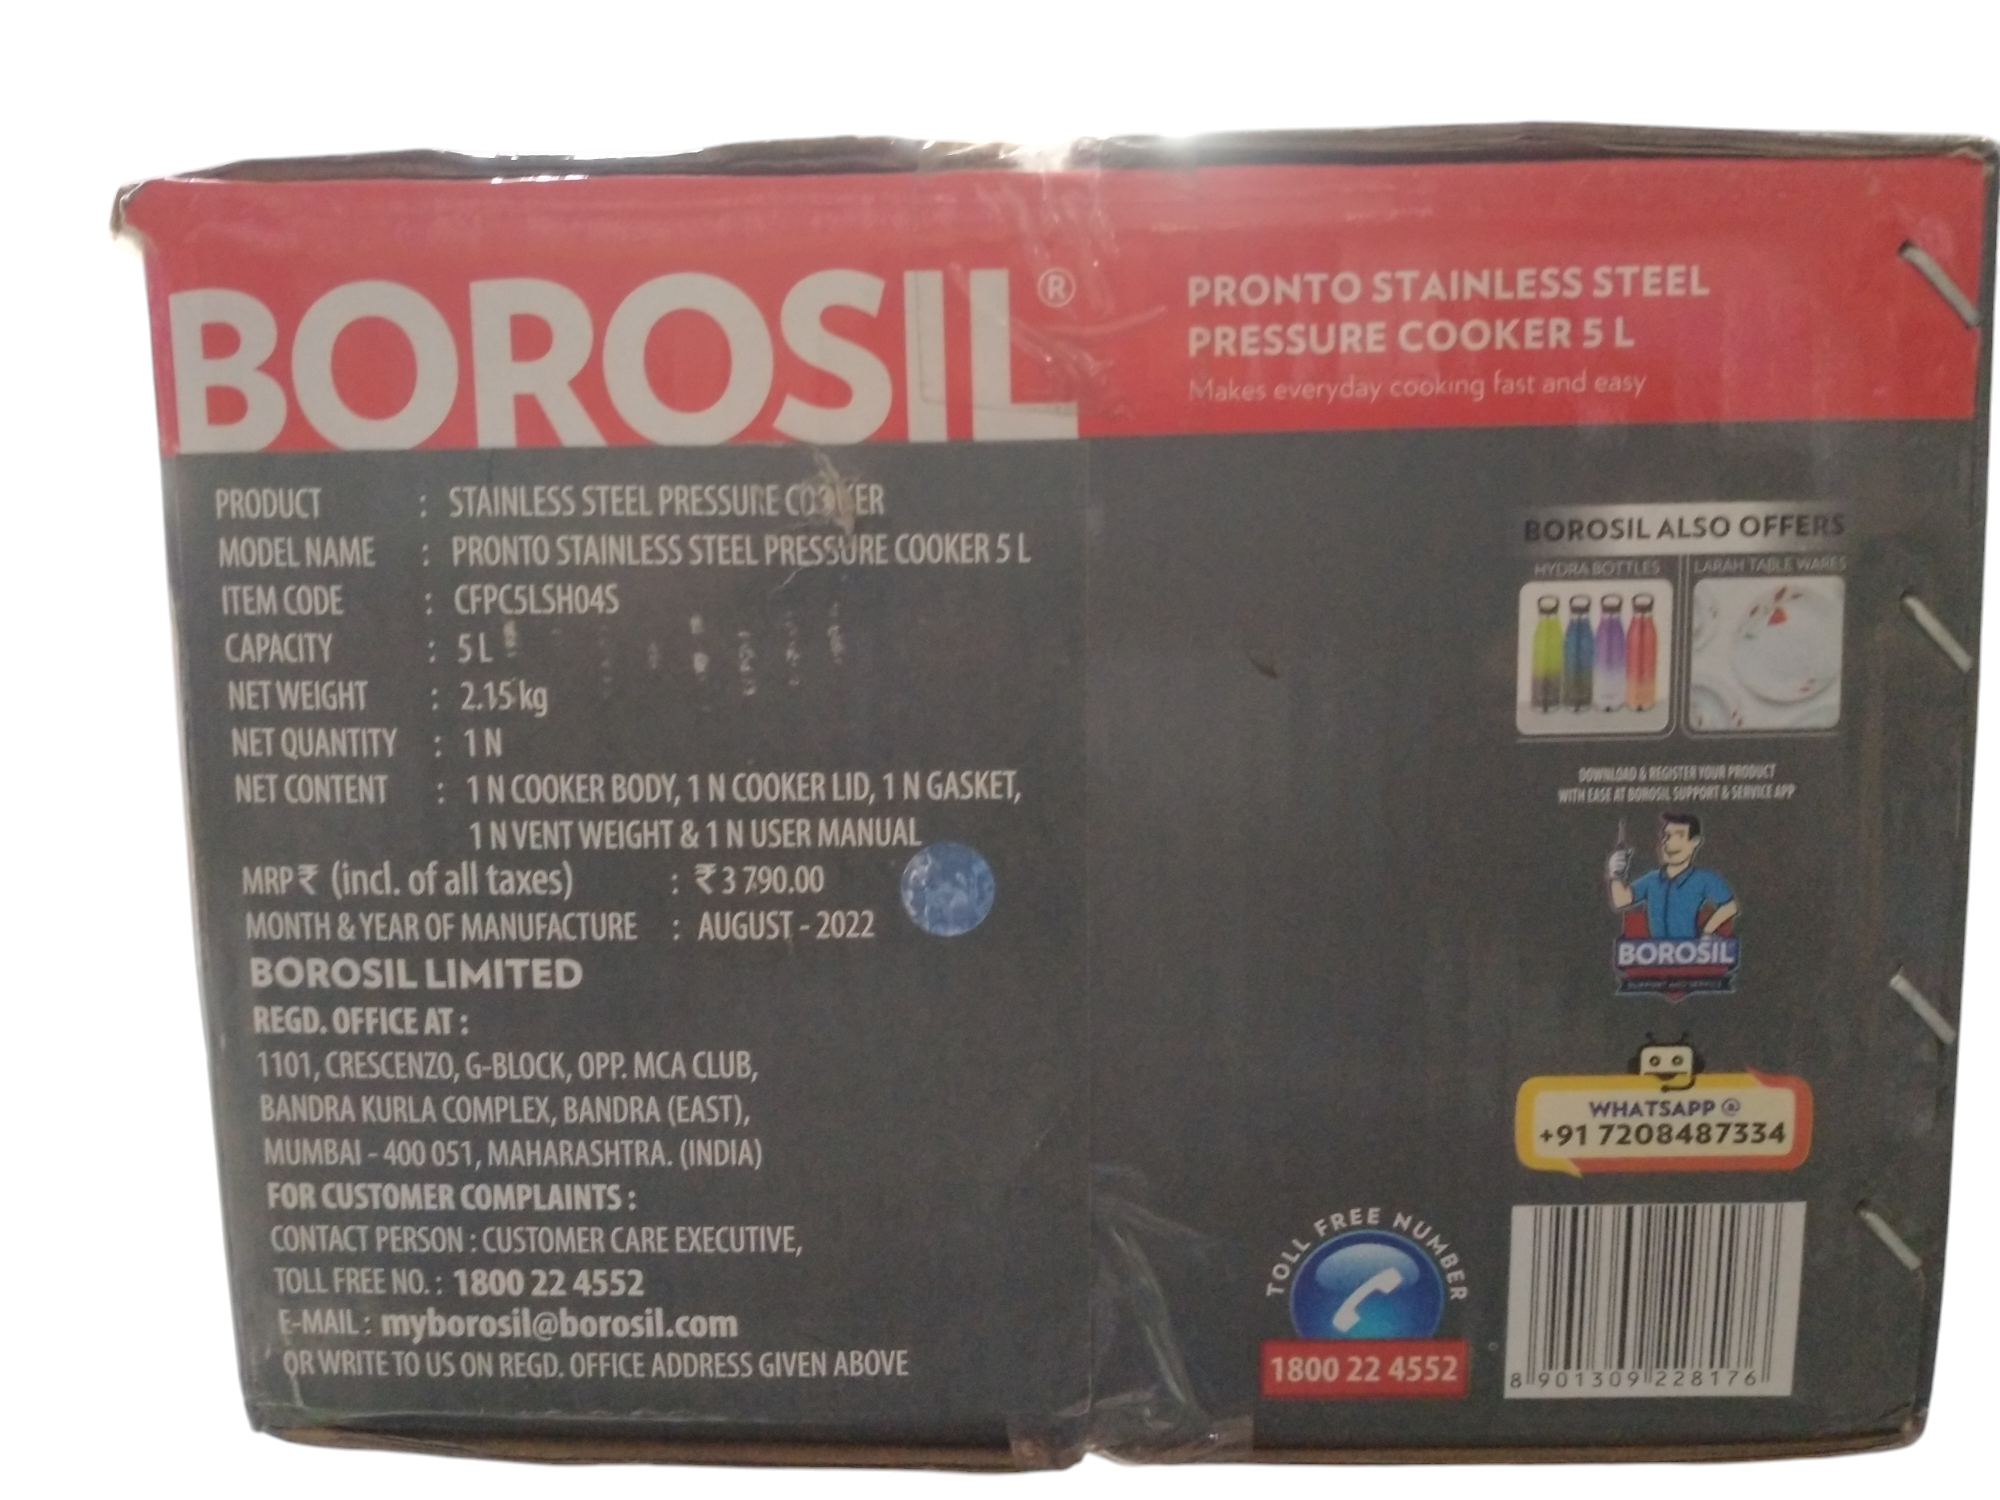 BOROSIL®
PRONTO STAINLESS STEEL
PRESSURE COOKER 5 L
Makes everyday cooking fast and easy
PRODUCT : STAINLESS STEEL PRESSURE COOKER
MODEL NAME : PRONTO STAINLESS STEEL PRESSURE COOKER 5 L
ITEM CODE : CFPC5LSH04S
CAPACITY : 5 L
NET WEIGHT : 2.15 kg
NET QUANTITY : 1 N
NET CONTENT : 1 N COOKER BODY, 1 N COOKER LID, 1 N GASKET,
1 N VENT WEIGHT & 1 N USER MANUAL
MRP ₹ (incl. of all taxes) : ₹ 3 790.00
MONTH & YEAR OF MANUFACTURE : AUGUST - 2022
BOROSIL LIMITED
REGD. OFFICE AT :
1101, CRESCENZO, G-BLOCK, OPP. MCA CLUB,
BANDRA KURLA COMPLEX, BANDRA (EAST),
MUMBAI - 400 051, MAHARASHTRA. (INDIA)
FOR CUSTOMER COMPLAINTS :
CONTACT PERSON : CUSTOMER CARE EXECUTIVE,
TOLL FREE NO. : 1800 22 4552
E-MAIL : myborosil@borosil.com
OR WRITE TO US ON REGD. OFFICE ADDRESS GIVEN ABOVE
BOROSIL ALSO OFFERS
HYDRA BOTTLES LARAH TABLE WARES
DOWNLOAD & REGISTER YOUR PRODUCT
WITH EASE AT BOROSIL SUPPORT & SERVICE APP
BOROSIL
SUPPORT AND SERVICE
WHATSAPP @
+91 7208487334
TOLL FREE NUMBER
1800 22 4552
8 901309 228176